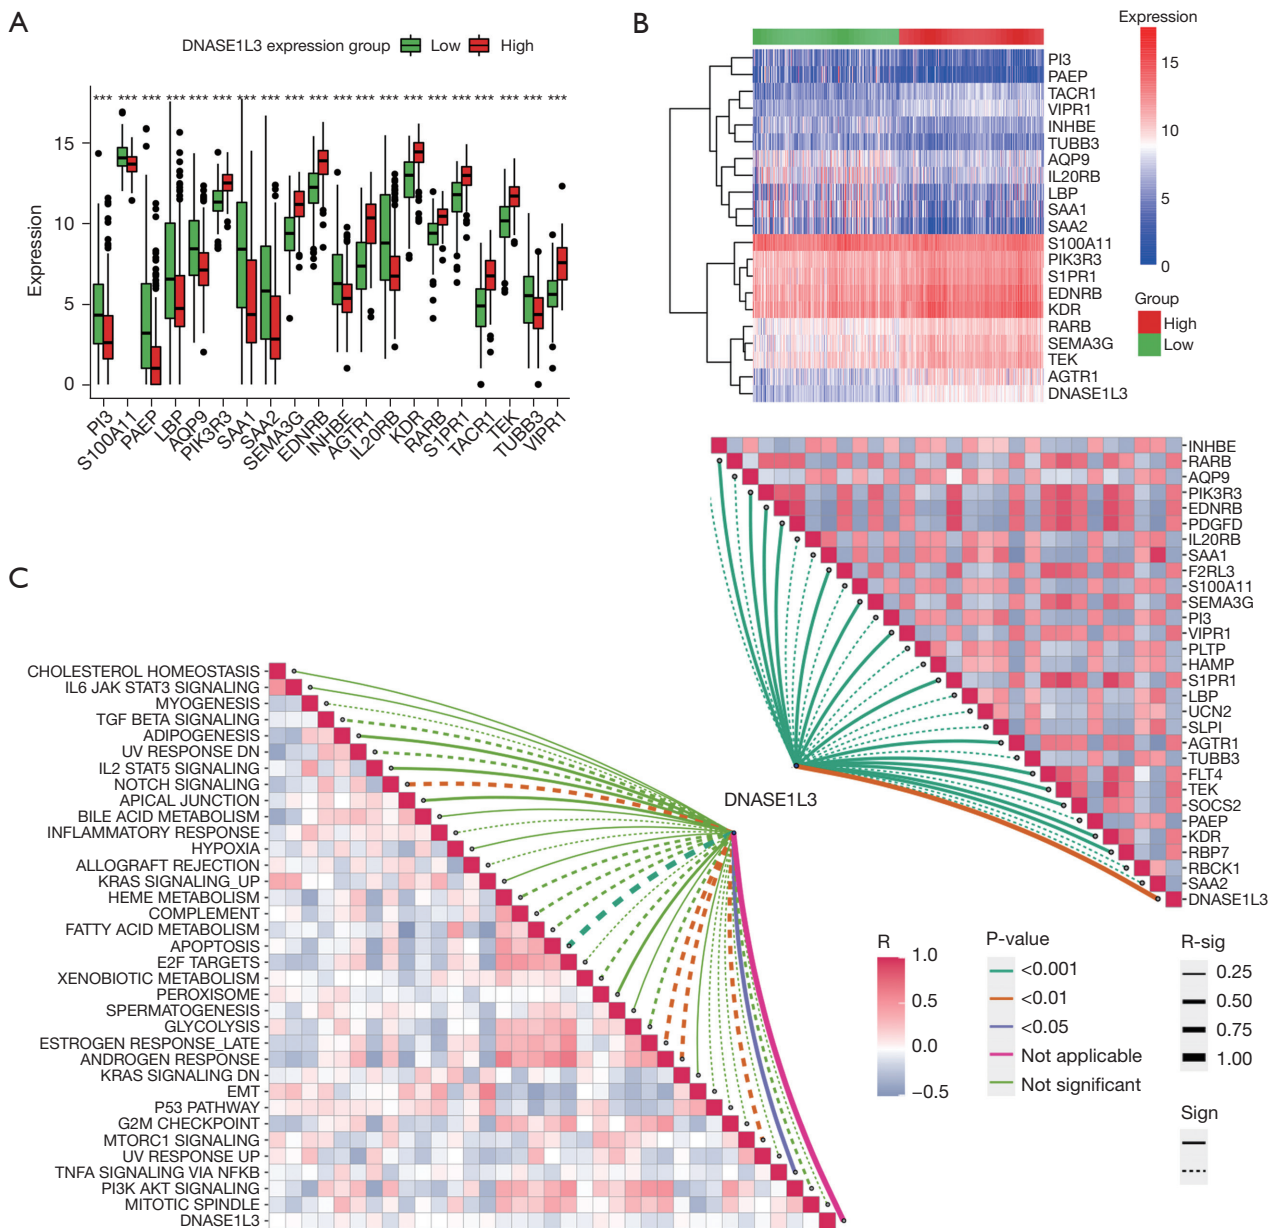 A
DNASE1L3 expression group Low High
*** *** *** *** *** *** *** *** *** *** *** *** *** *** *** *** *** *** *** ***
Expression
15
10
5
0
PI3
S100A11
PAEP
LBP
AQP9
PIK3R3
SAA1
SAA2
SEMA3G
EDNRB
INHBE
AGTR1
IL20RB
KDR
RARB
S1PR1
TACR1
TEK
TUBB3
VIPR1
B
PI3
PAEP
TACR1
VIPR1
INHBE
TUBB3
AQP9
IL20RB
LBP
SAA1
SAA2
S100A11
PIK3R3
S1PR1
EDNRB
KDR
RARB
SEMA3G
TEK
AGTR1
DNASE1L3
Expression
15
10
5
0
Group
High
Low
C
INHBE
RARB
AQP9
PIK3R3
EDNRB
PDGFD
IL20RB
SAA1
F2RL3
S100A11
SEMA3G
PI3
VIPR1
PLTP
HAMP
S1PR1
LBP
UCN2
SLPI
AGTR1
TUBB3
FLT4
TEK
SOCS2
PAEP
KDR
RBP7
RBCK1
SAA2
DNASE1L3
DNASE1L3
CHOLESTEROL HOMEOSTASIS
IL6 JAK STAT3 SIGNALING
MYOGENESIS
TGF BETA SIGNALING
ADIPOGENESIS
UV RESPONSE DN
IL2 STAT5 SIGNALING
NOTCH SIGNALING
APICAL JUNCTION
BILE ACID METABOLISM
INFLAMMATORY RESPONSE
HYPOXIA
ALLOGRAFT REJECTION
KRAS SIGNALING_UP
HEME METABOLISM
COMPLEMENT
FATTY ACID METABOLISM
APOPTOSIS
E2F TARGETS
XENOBIOTIC METABOLISM
PEROXISOME
SPERMATOGENESIS
GLYCOLYSIS
ESTROGEN RESPONSE_LATE
ANDROGEN RESPONSE
KRAS SIGNALING DN
EMT
P53 PATHWAY
G2M CHECKPOINT
MTORC1 SIGNALING
UV RESPONSE UP
TNFA SIGNALING VIA NFKB
PI3K AKT SIGNALING
MITOTIC SPINDLE
DNASE1L3
R
1.0
0.5
0.0
−0.5
P-value
<0.001
<0.01
<0.05
Not applicable
Not significant
R-sig
0.25
0.50
0.75
1.00
Sign